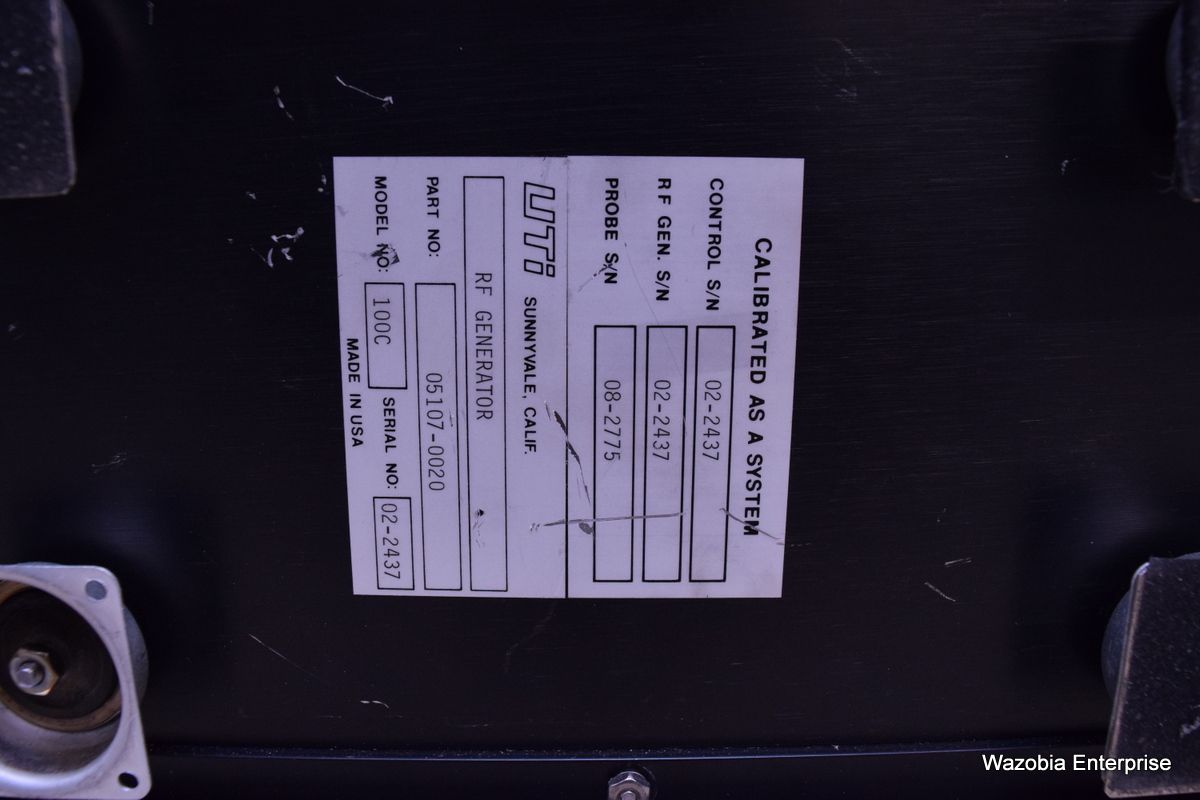 CALIBRATED AS A SYSTEM
CONTROL S/N 02-2437
RF GEN. S/N 02-2437
PROBE S/N 08-2775
UTi SUNNYVALE, CALIF.
RF GENERATOR
PART NO: 05107-0020
MODEL NO: 100C SERIAL NO: 02-2437
MADE IN USA
Wazobia Enterprise